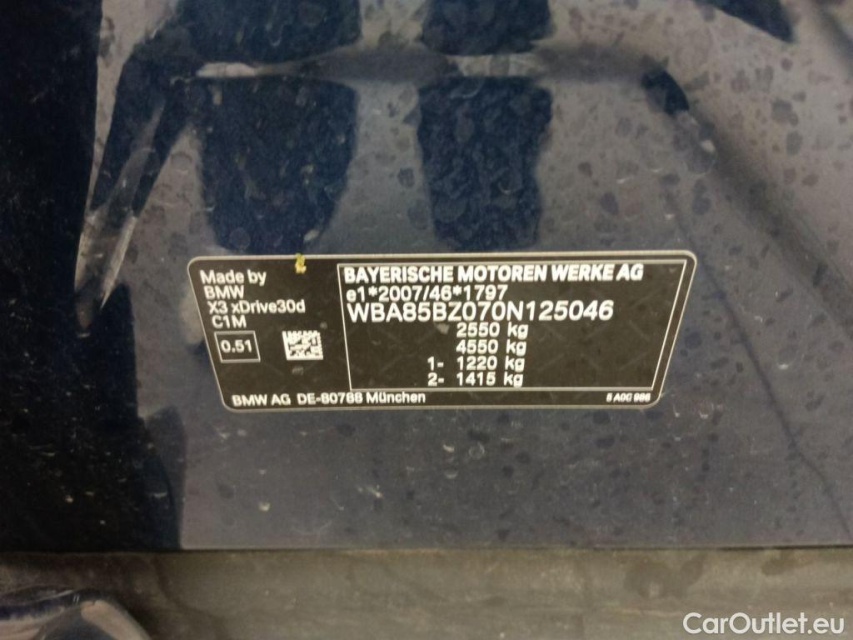 Made by
BMW
X3 xDrive30d
C1M
0.51
BAYERISCHE MOTOREN WERKE AG
e1*2007/46*1797
WBA85BZ070N125046
2550 kg
4550 kg
1- 1220 kg
2- 1415 kg
BMW AG DE-80788 München
CarOutlet.eu